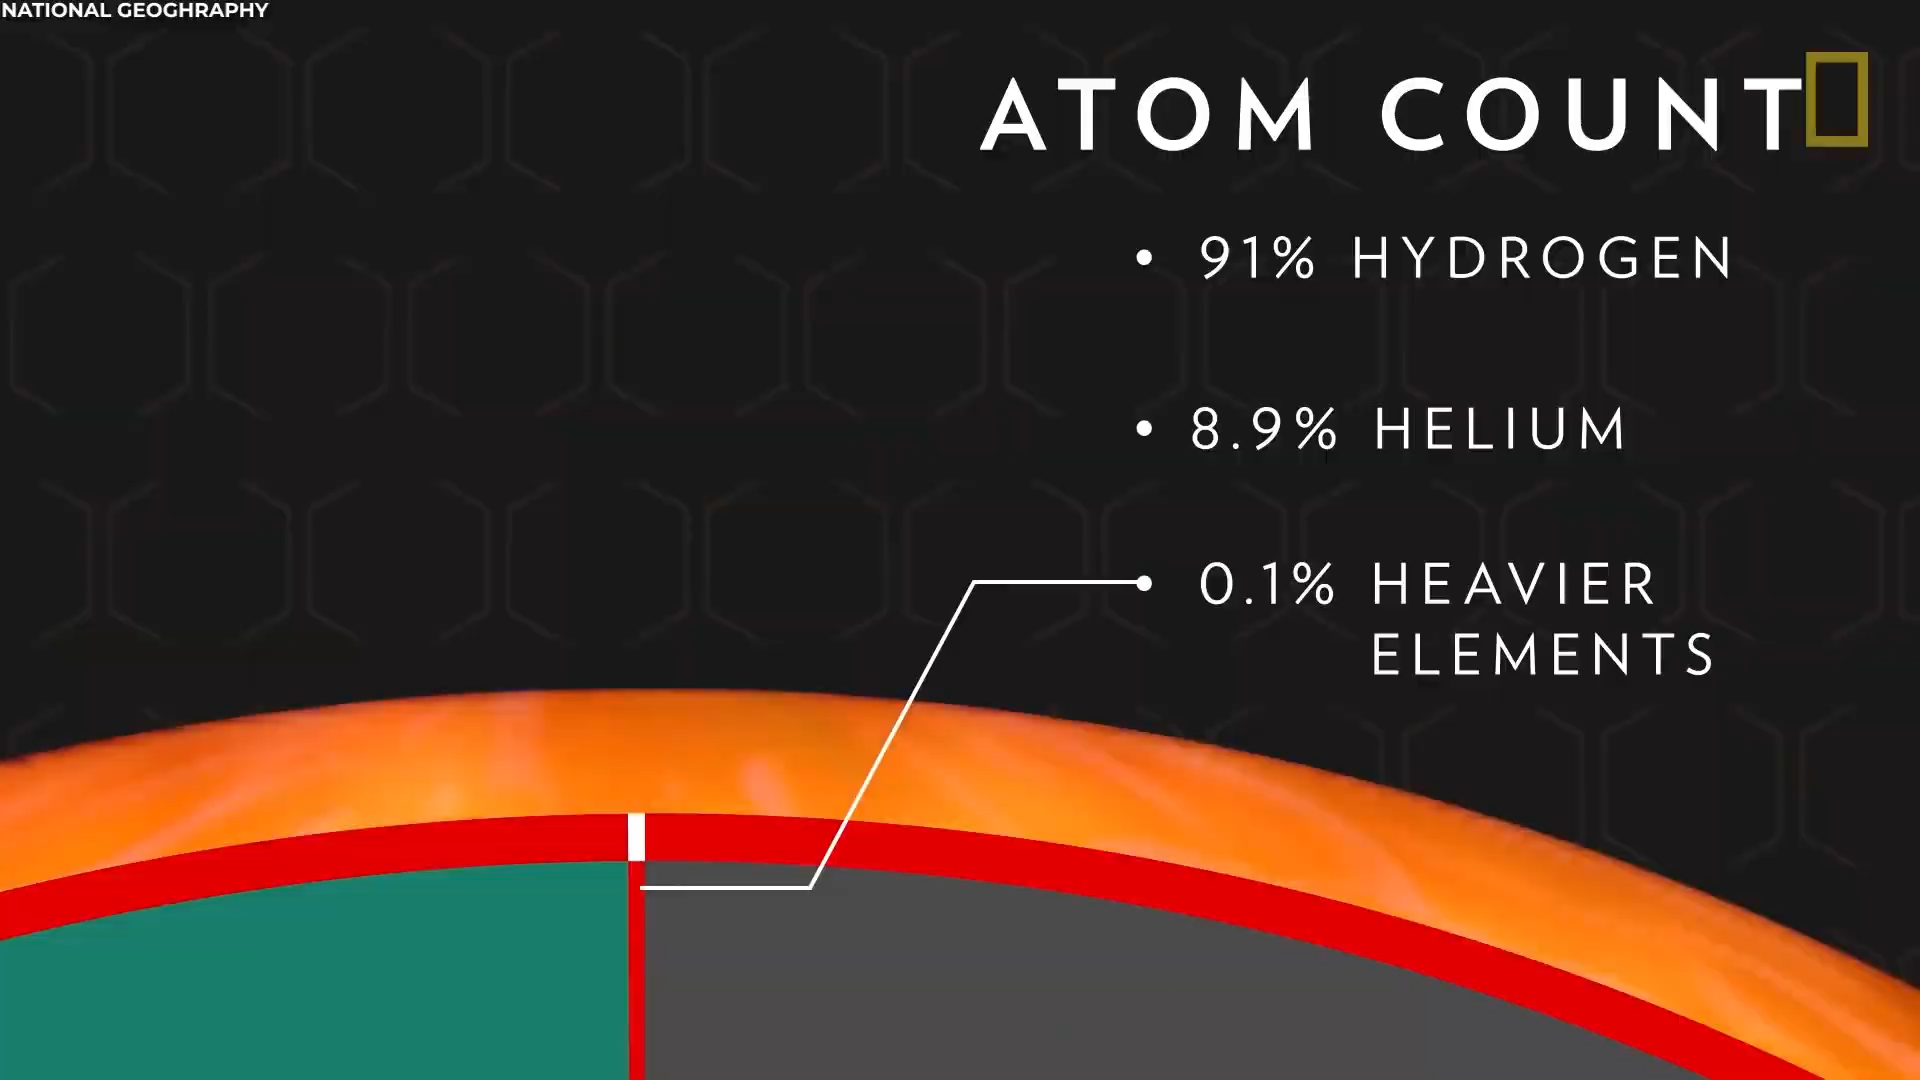 NATIONAL GEOGHRAPHY
ATOM COUNT
• 91% HYDROGEN
• 8.9% HELIUM
• 0.1% HEAVIER
ELEMENTS